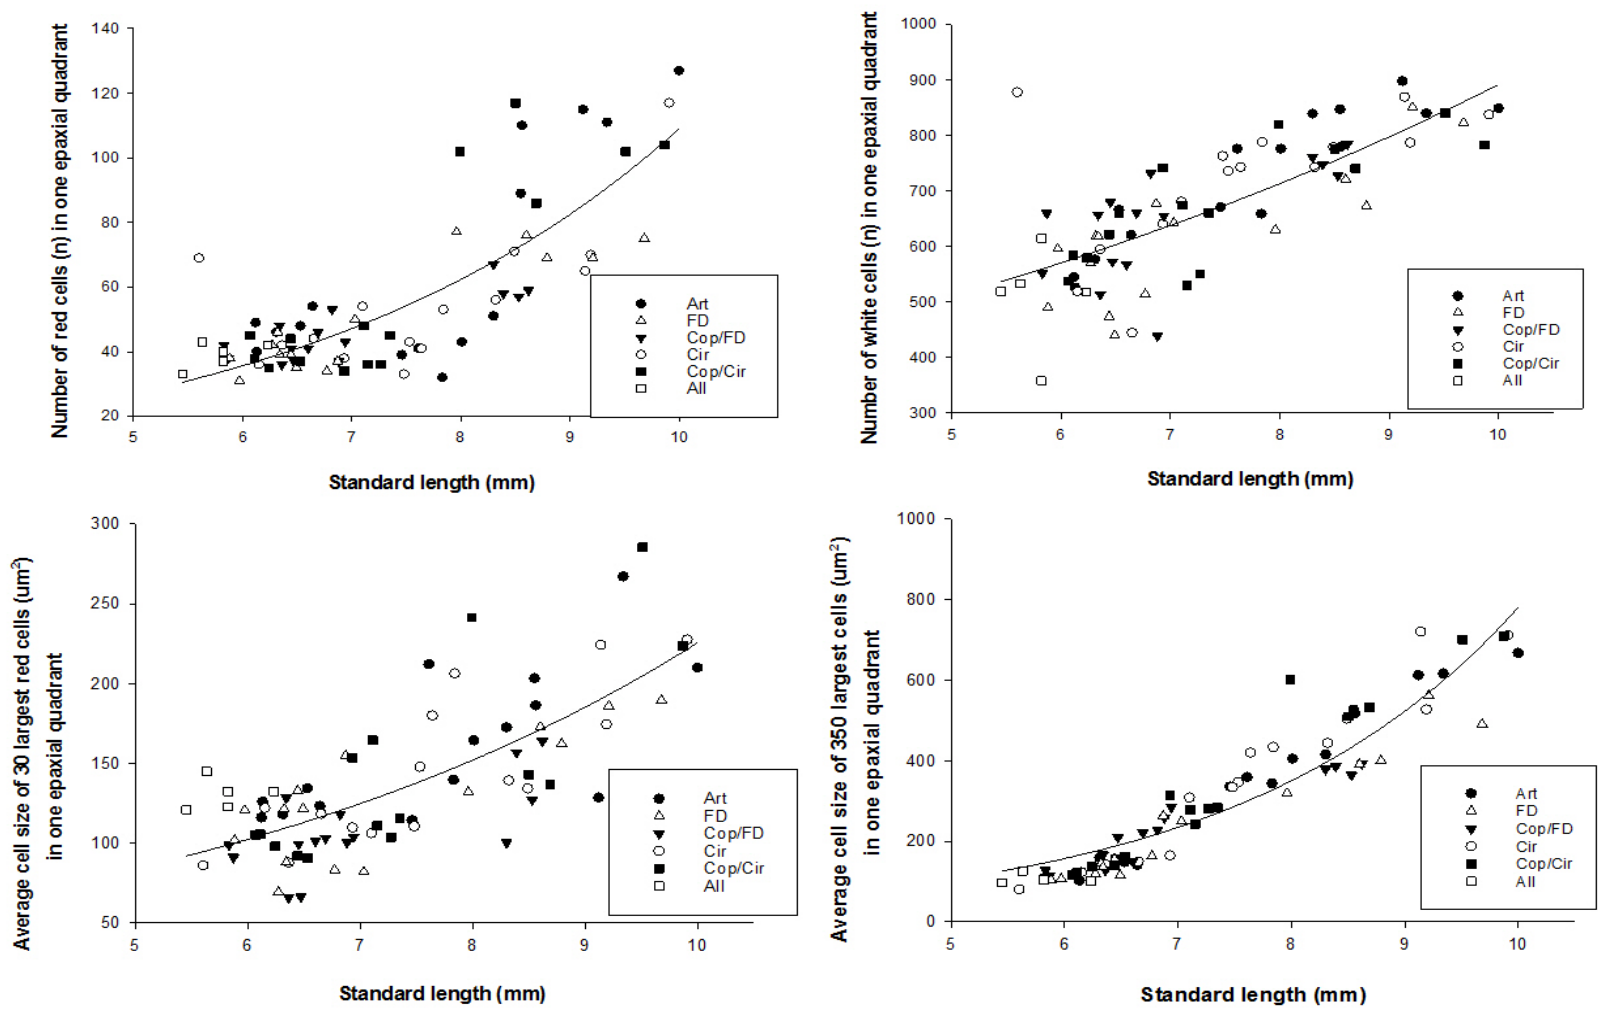 Number of red cells (n) in one epaxial quadrant
140
120
100
80
60
40
20
5 6 7 8 9 10
Standard length (mm)
Art
FD
Cop/FD
Cir
Cop/Cir
All
Number of white cells (n) in one epaxial quadrant
1000
900
800
700
600
500
400
300
5 6 7 8 9 10
Standard length (mm)
Art
FD
Cop/FD
Cir
Cop/Cir
All
Average cell size of 30 largest red cells (um²)
in one epaxial quadrant
300
250
200
150
100
50
5 6 7 8 9 10
Standard length (mm)
Art
FD
Cop/FD
Cir
Cop/Cir
All
Average cell size of 350 largest cells (um²)
in one epaxial quadrant
1000
800
600
400
200
0
5 6 7 8 9 10
Standard length (mm)
Art
FD
Cop/FD
Cir
Cop/Cir
All